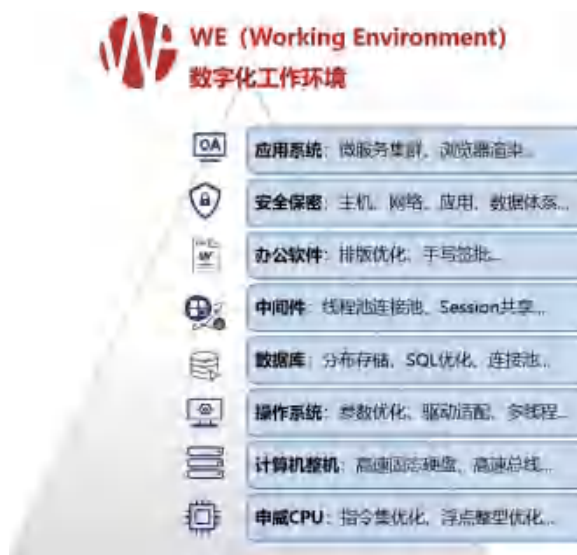 WE (Working Environment)
数字化工作环境
OA
应用系统：微服务集群、浏览器渲染...
安全保密：主机、网络、应用、数据体系...
办公软件：排版优化、手写签批...
中间件：线程池连接池、Session共享...
数据库：分布存储、SQL优化、连接池...
操作系统：参数优化、驱动适配、多线程...
计算机整机：高速固态硬盘、高速总线...
申威CPU：指令集优化、浮点整型优化...